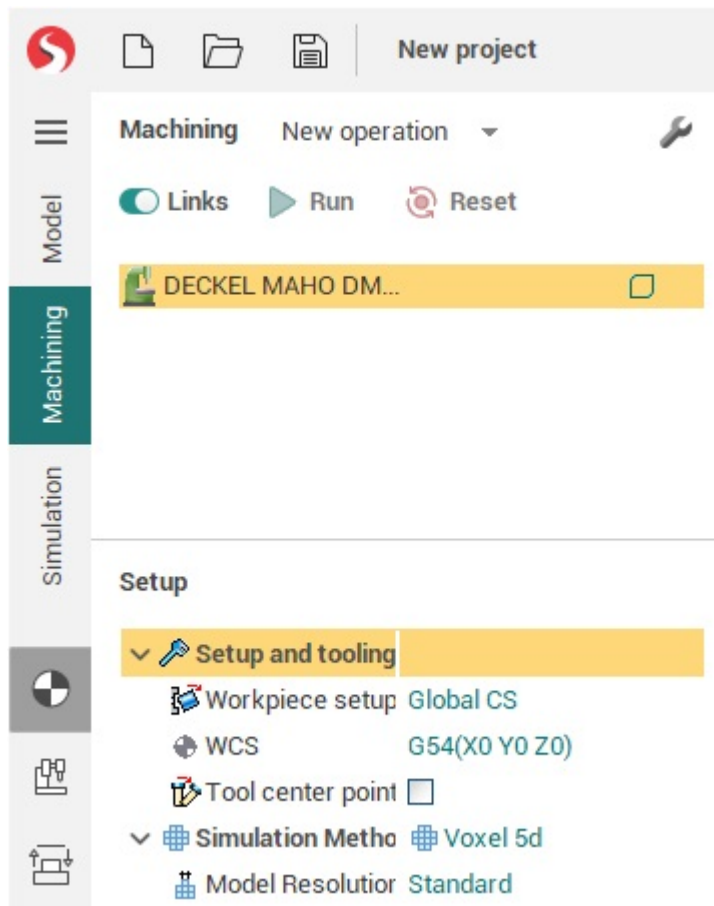 New project
Machining New operation
Links Run Reset
Model
DECKEL MAHO DM...
Machining
Simulation
Setup
Setup and tooling
Workpiece setup Global CS
WCS G54(X0 Y0 Z0)
Tool center point
Simulation Metho Voxel 5d
Model Resolution Standard